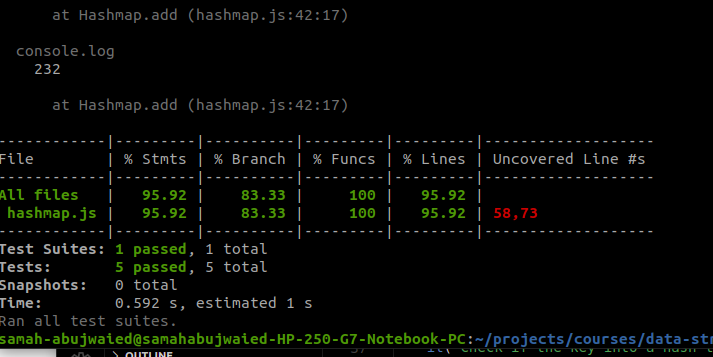 at Hashmap.add (hashmap.js:42:17)
console.log
232
at Hashmap.add (hashmap.js:42:17)
------------|---------|----------|---------|---------|-------------------
File        | % Stmts | % Branch | % Funcs | % Lines | Uncovered Line #s
------------|---------|----------|---------|---------|-------------------
All files   |   95.92 |    83.33 |     100 |   95.92 |
 hashmap.js |   95.92 |    83.33 |     100 |   95.92 | 58,73
------------|---------|----------|---------|---------|-------------------
Test Suites: 1 passed, 1 total
Tests:       5 passed, 5 total
Snapshots:   0 total
Time:        0.592 s, estimated 1 s
Ran all test suites.
samah-abujwaied@samahabujwaied-HP-250-G7-Notebook-PC:~/projects/courses/data-str
OUTLINE